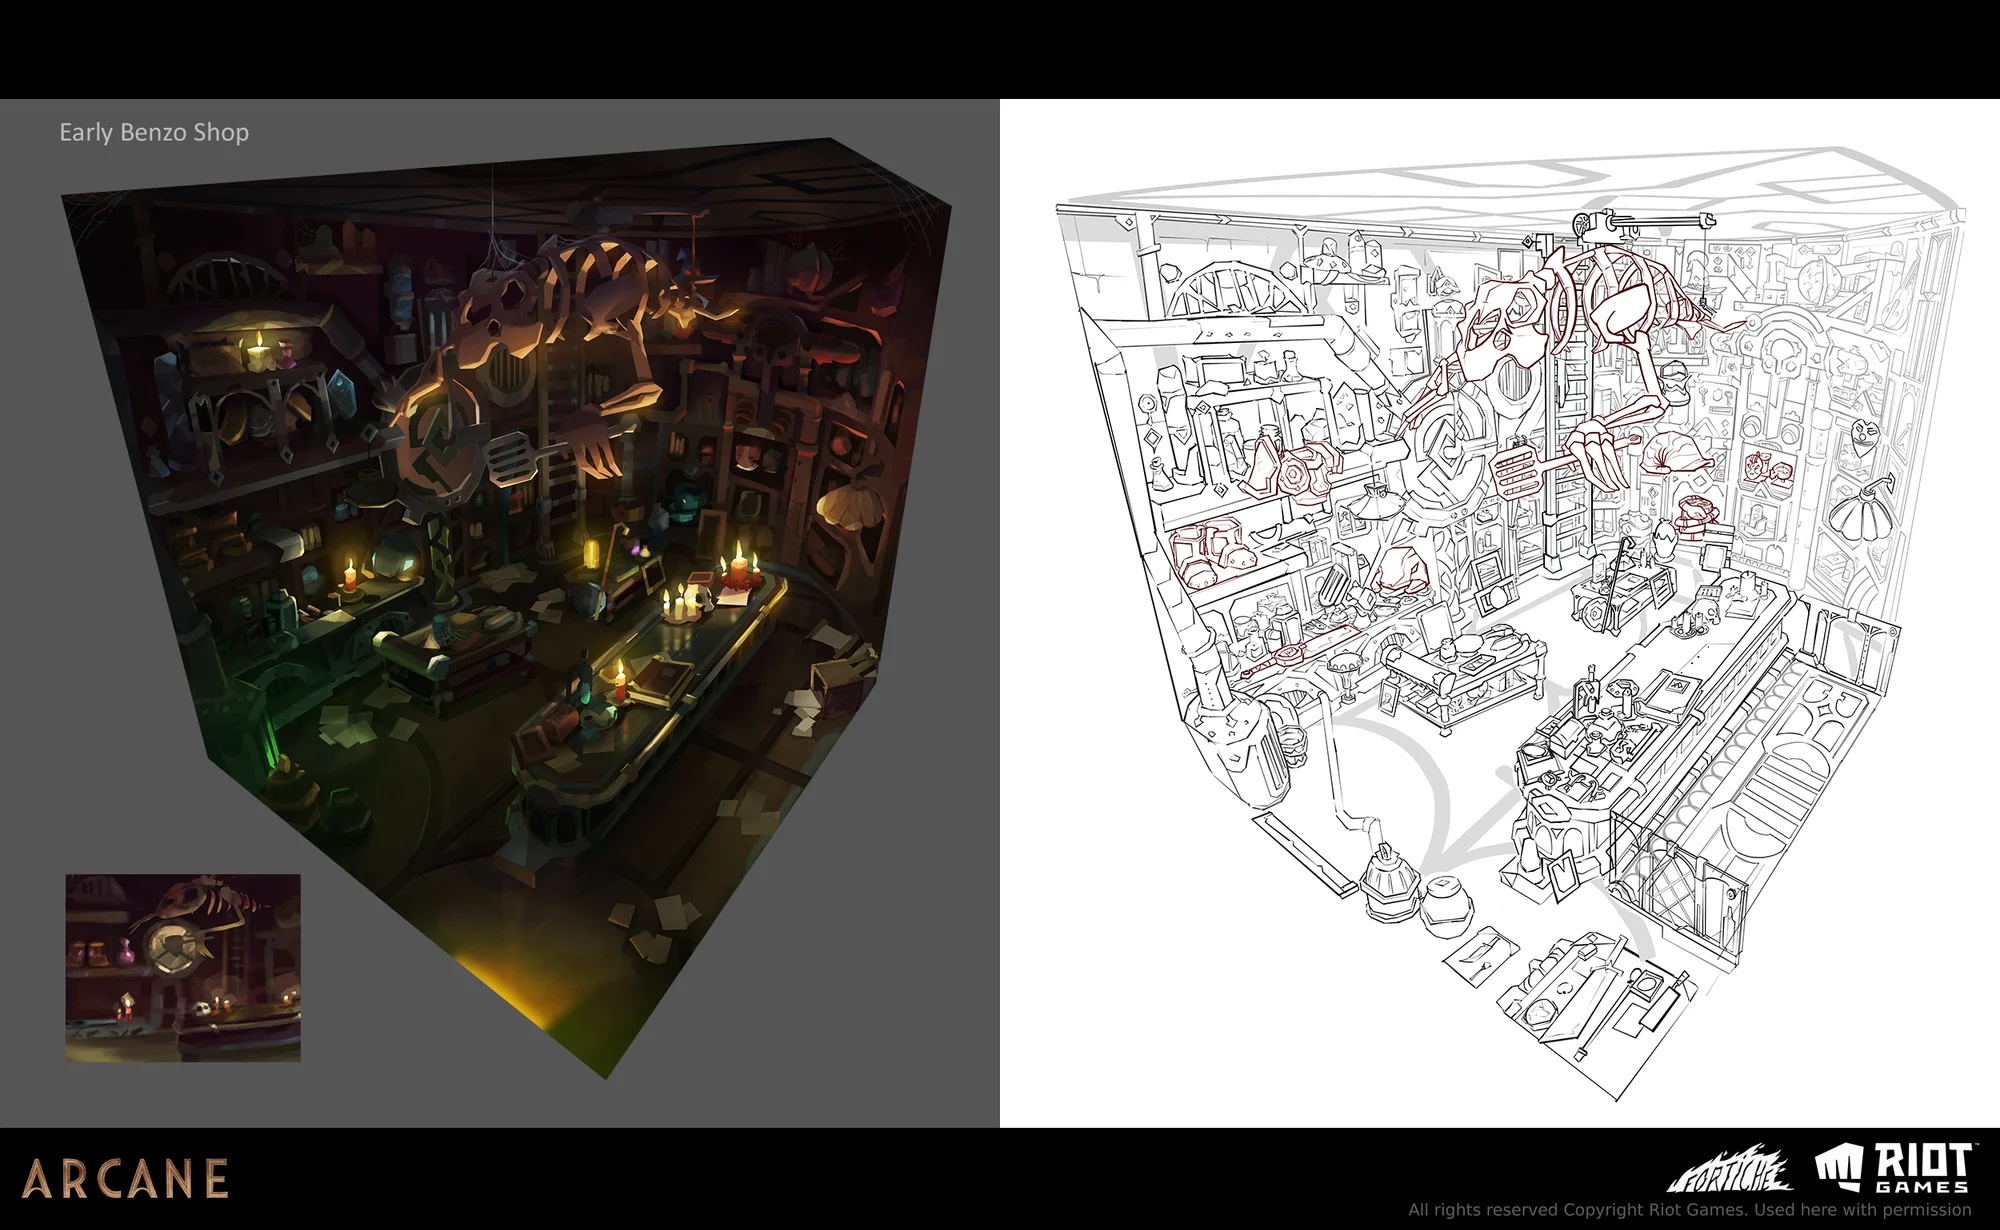 Early Benzo Shop
ARCANE
FORTICHE
RIOT
GAMES
All rights reserved Copyright Riot Games. Used here with permission